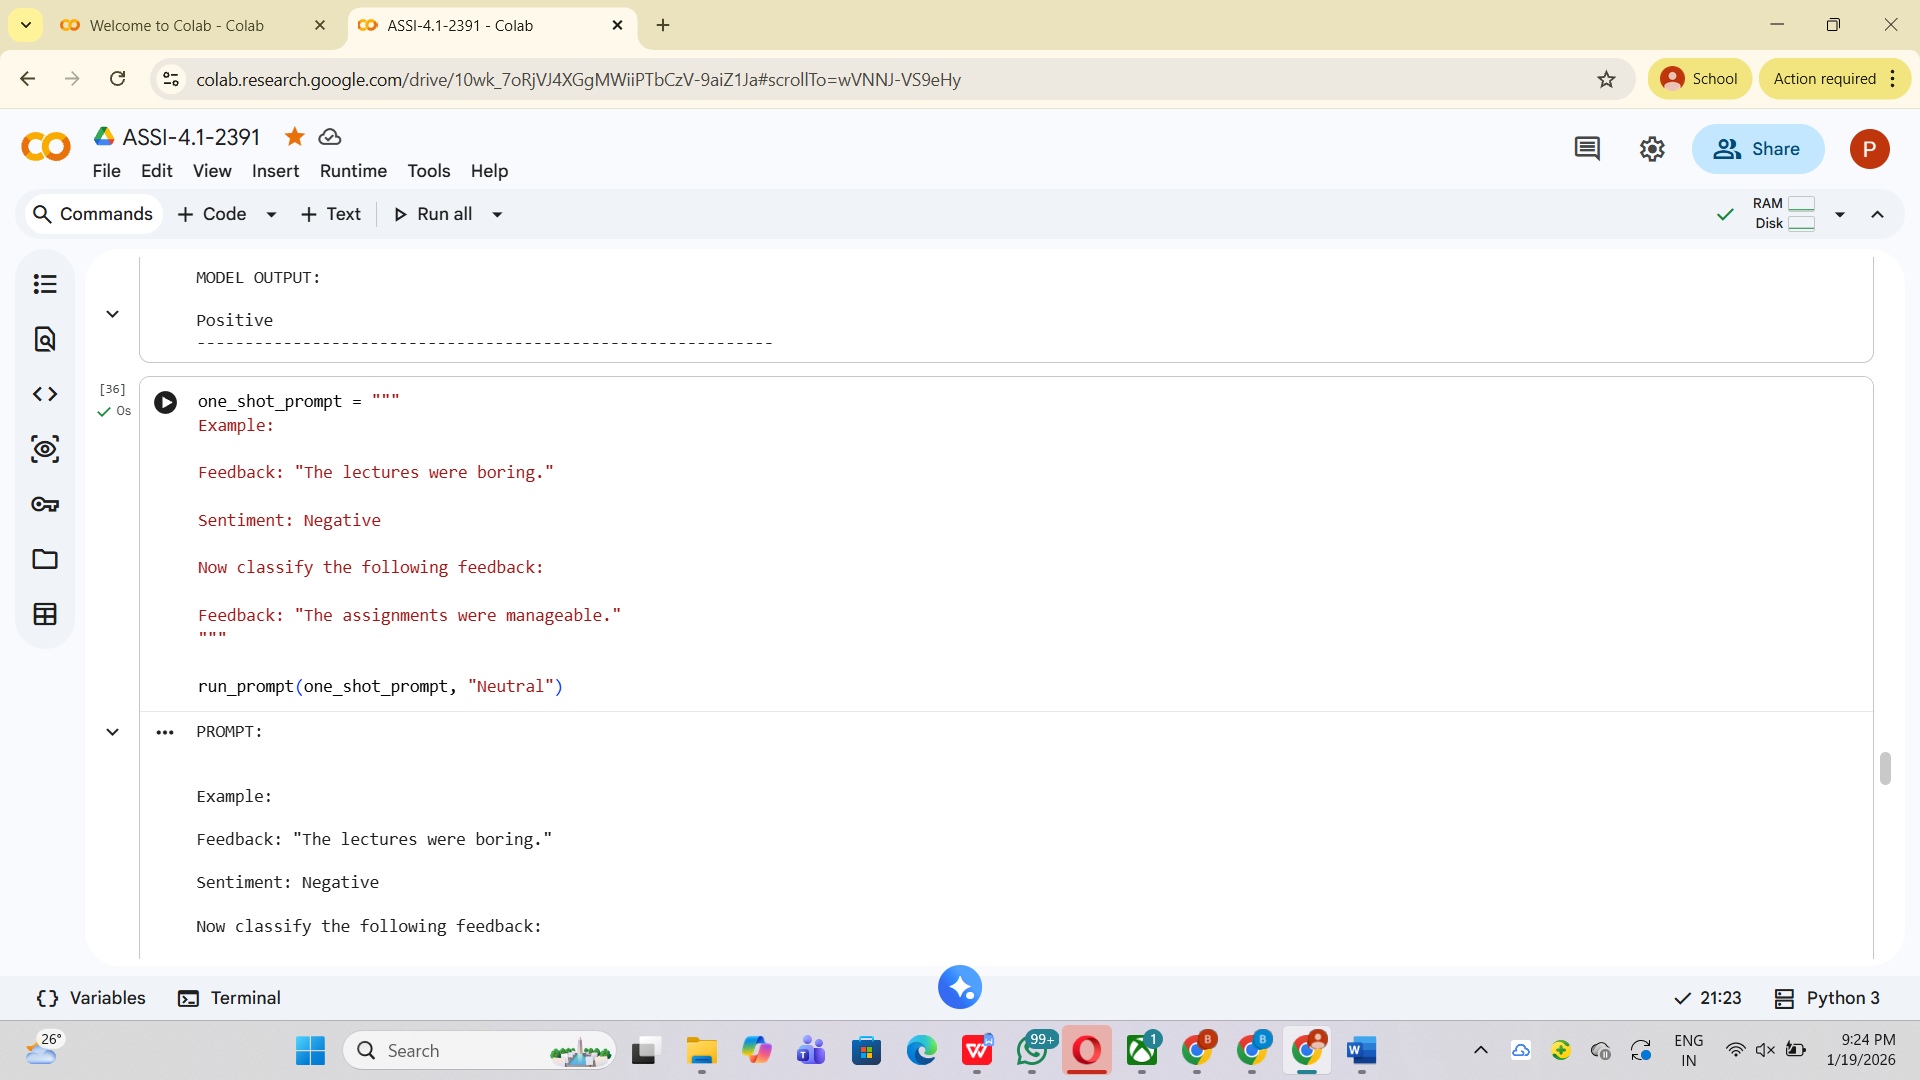 Welcome to Colab - Colab
ASSI-4.1-2391 - Colab
colab.research.google.com/drive/10wk_7oRjVJ4XGgMWiiPTbCzV-9aiZ1Ja#scrollTo=wVNNJ-VS9eHy
School
Action required
ASSI-4.1-2391
File Edit View Insert Runtime Tools Help
Share
P
Commands + Code + Text Run all
RAM
Disk
MODEL OUTPUT:
Positive
------------------------------------------------------------
[36]
0s
one_shot_prompt = """
Example:
Feedback: "The lectures were boring."
Sentiment: Negative
Now classify the following feedback:
Feedback: "The assignments were manageable."
"""
run_prompt(one_shot_prompt, "Neutral")
PROMPT:
Example:
Feedback: "The lectures were boring."
Sentiment: Negative
Now classify the following feedback:
Variables
Terminal
21:23
Python 3
26°
Search
99+
1
B
B
ENG
IN
9:24 PM
1/19/2026